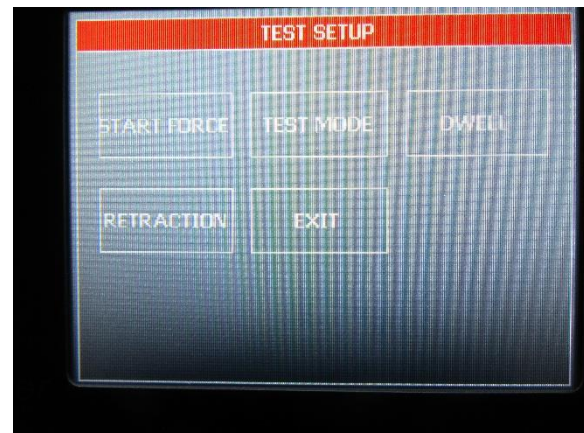 TEST SETUP
START FORCE
TEST MODE
DWELL
RETRACTION
EXIT